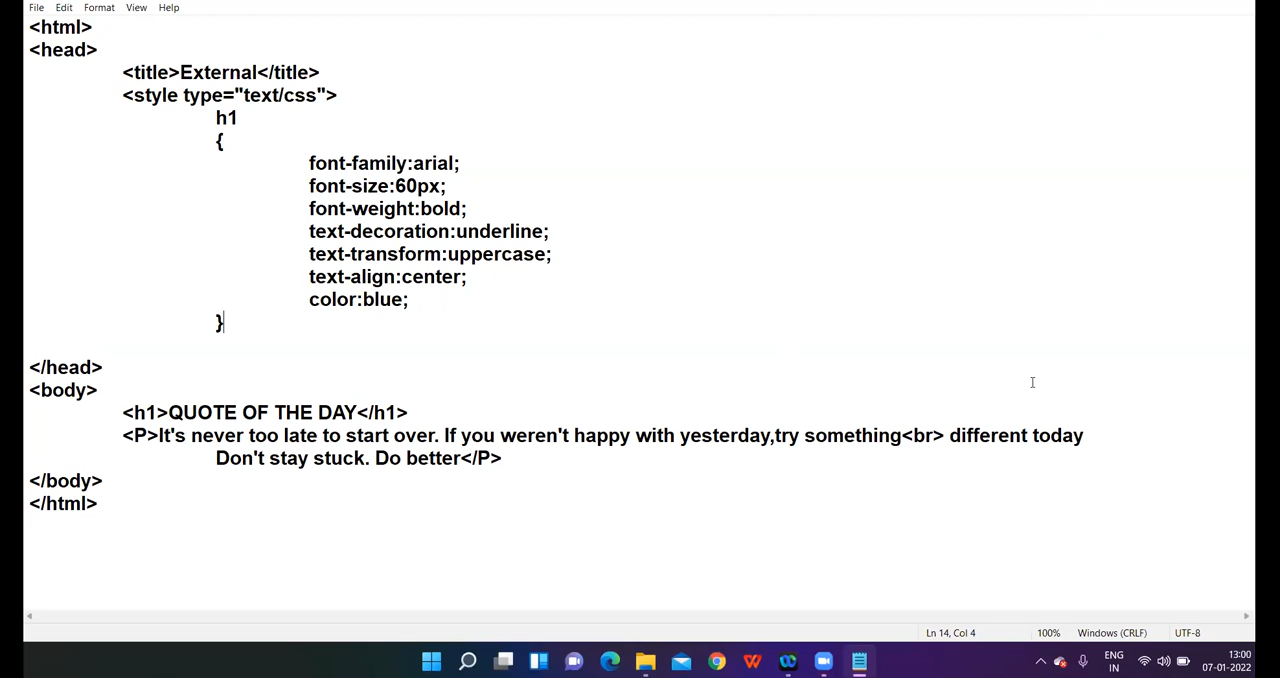 File Edit Format View Help
<html>
<head>
<title>External</title>
<style type="text/css">
h1
{
font-family:arial;
font-size:60px;
font-weight:bold;
text-decoration:underline;
text-transform:uppercase;
text-align:center;
color:blue;
}
</head>
<body>
<h1>QUOTE OF THE DAY</h1>
<P>It's never too late to start over. If you weren't happy with yesterday,try something<br> different today
Don't stay stuck. Do better</P>
</body>
</html>
Ln 14, Col 4 100% Windows (CRLF) UTF-8
ENG 13:00
IN 07-01-2022